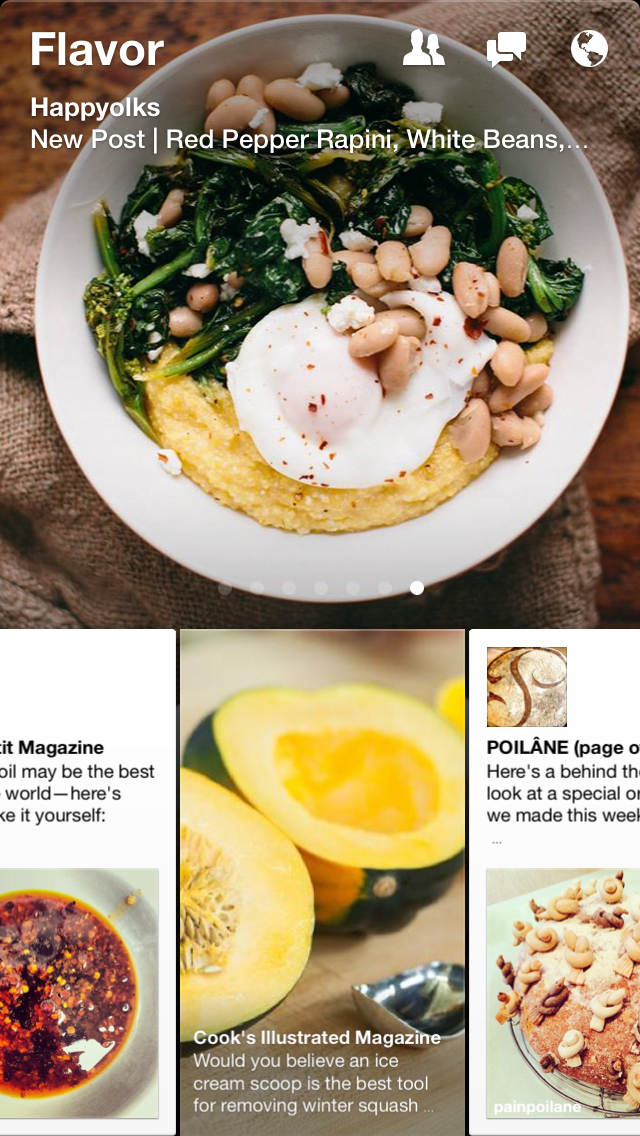 Flavor
Happyolks
New Post | Red Pepper Rapini, White Beans,...
tit Magazine
oil may be the best
world—here's
ke it yourself:
Cook's Illustrated Magazine
Would you believe an ice
cream scoop is the best tool
for removing winter squash ...
POILÂNE (page o
Here's a behind th
look at a special o
we made this week
...
painpoilane